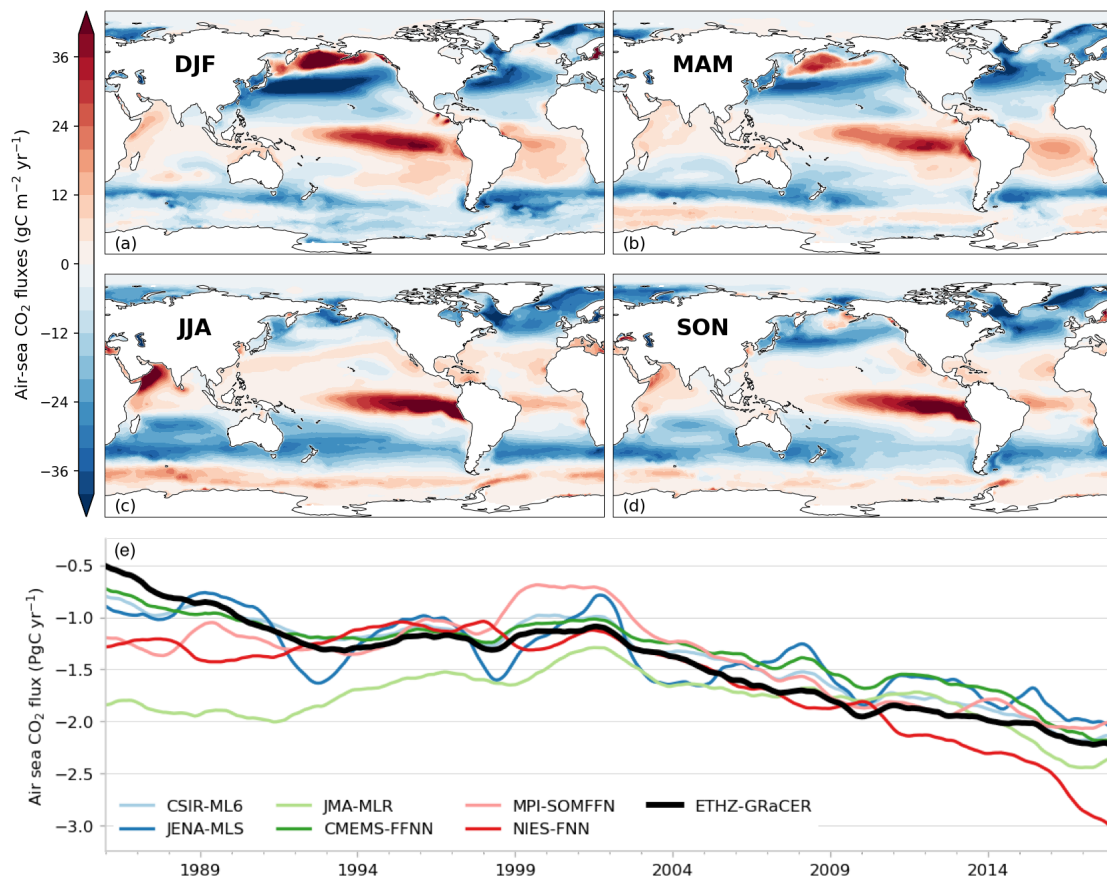 Air-sea CO₂ fluxes (gC m⁻² yr⁻¹)
36
24
12
0
−12
−24
−36
DJF
(a)
MAM
(b)
JJA
(c)
SON
(d)
(e)
Air sea CO₂ flux (PgC yr⁻¹)
−0.5
−1.0
−1.5
−2.0
−2.5
−3.0
CSIR-ML6 JMA-MLR MPI-SOMFFN ETHZ-GRaCER
JENA-MLS CMEMS-FFNN NIES-FNN
1989 1994 1999 2004 2009 2014